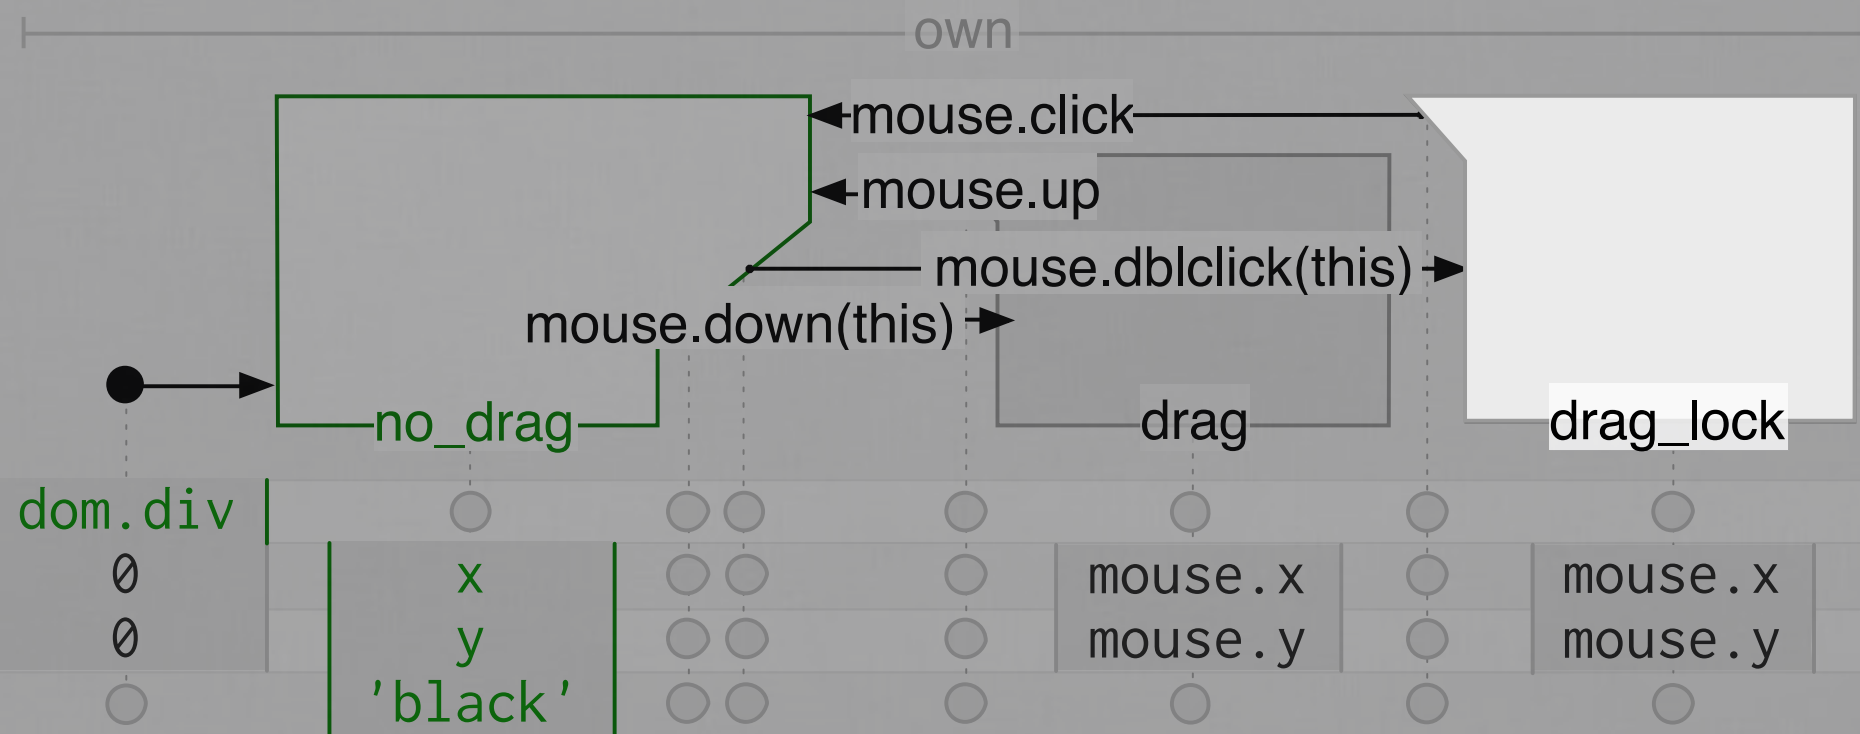 own
mouse.click
mouse.up
mouse.dblclick(this)
mouse.down(this)
no_drag
drag
drag_lock
dom.div
0 x mouse.x mouse.x
0 y mouse.y mouse.y
'black'